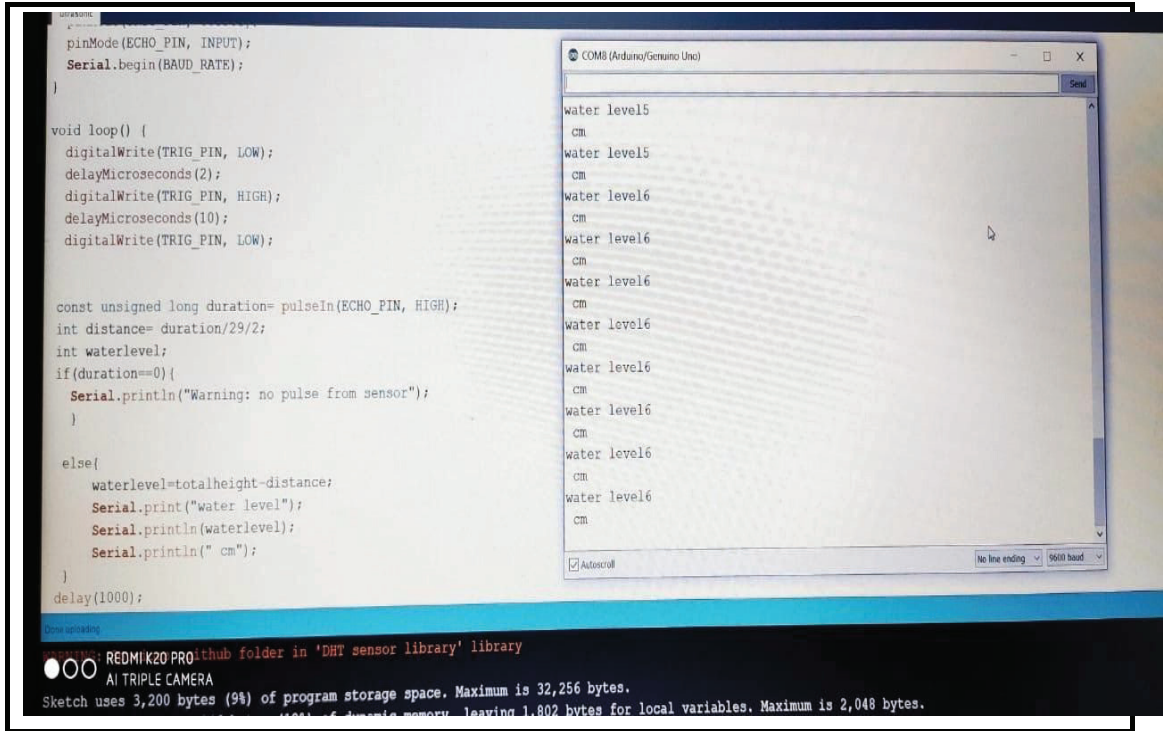 ultrasonic
pinMode(ECHO_PIN, INPUT);
Serial.begin(BAUD_RATE);
}
void loop() {
digitalWrite(TRIG_PIN, LOW);
delayMicroseconds(2);
digitalWrite(TRIG_PIN, HIGH);
delayMicroseconds(10);
digitalWrite(TRIG_PIN, LOW);
const unsigned long duration= pulseIn(ECHO_PIN, HIGH);
int distance= duration/29/2;
int waterlevel;
if(duration==0){
Serial.println("Warning: no pulse from sensor");
}
else{
waterlevel=totalheight-distance;
Serial.print("water level");
Serial.println(waterlevel);
Serial.println(" cm");
}
delay(1000);
COM8 (Arduino/Genuino Uno)
Send
water level5
cm
water level5
cm
water level6
cm
water level6
cm
water level6
cm
water level6
cm
water level6
cm
water level6
cm
water level6
cm
water level6
cm
Autoscroll
No line ending
9600 baud
Done uploading.
folder in 'DHT sensor library' library
REDMI K20 PRO
AI TRIPLE CAMERA
Sketch uses 3,200 bytes (9%) of program storage space. Maximum is 32,256 bytes.
of dynamic memory, leaving 1,802 bytes for local variables. Maximum is 2,048 bytes.